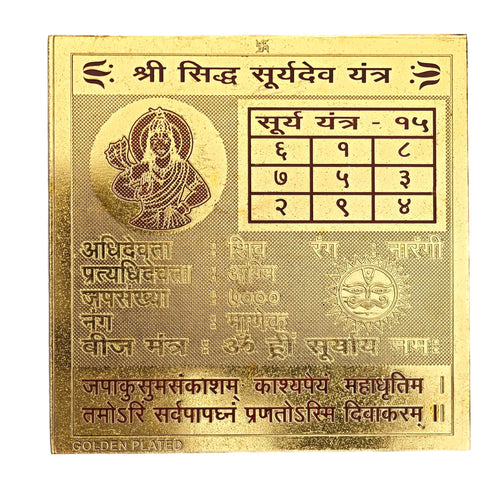 श्री सिद्ध सूर्यदेव यंत्र
सूर्य यंत्र - १५
६ १ ८
७ ५ ३
२ ९ ४
अधिदेवता : शिव रंग : नारंगी
प्रत्यधिदेवता :
जपसंख्या : ७०००
नंग : माणेक
बीज मंत्र : ॐ ह्रीं सूर्याय नमः
जपाकुसुमसंकाशम् काश्यपेयं महाधृतिम ।
तमोऽरि सर्वपापघ्नं प्रणतोऽस्मि दिवाकरम् ॥
GOLDEN PLATED